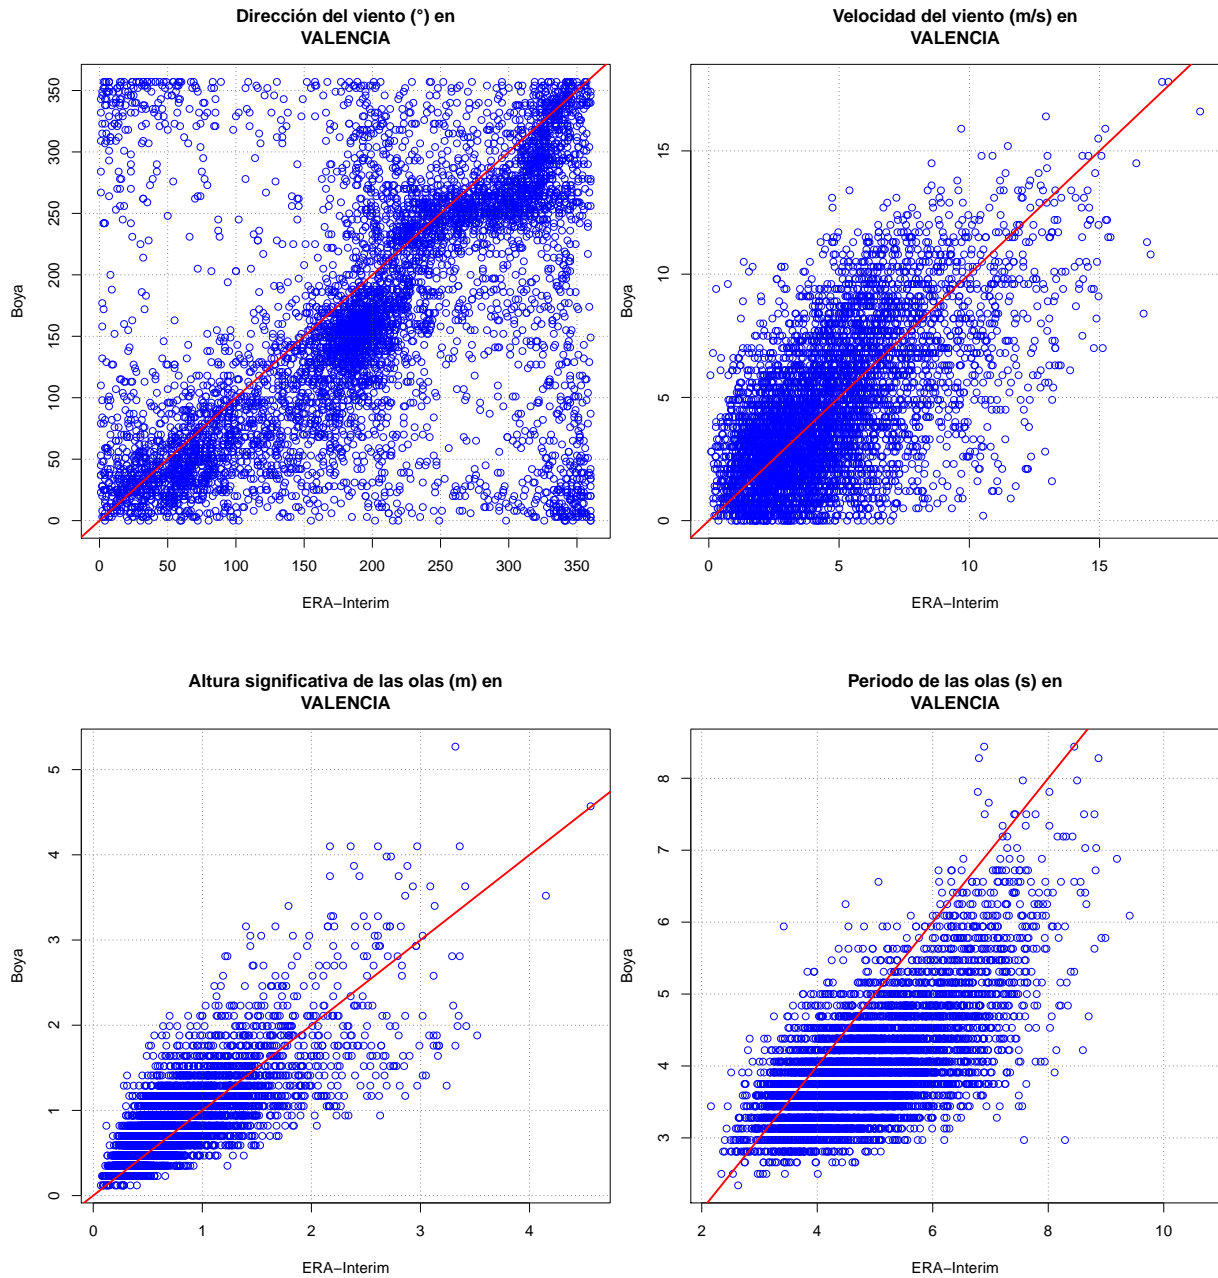 Dirección del viento (°) en
VALENCIA
Boya
350
300
250
200
150
100
50
0
0 50 100 150 200 250 300 350
ERA−Interim
Velocidad del viento (m/s) en
VALENCIA
Boya
15
10
5
0
0 5 10 15
ERA−Interim
Altura significativa de las olas (m) en
VALENCIA
Boya
5
4
3
2
1
0
0 1 2 3 4
ERA−Interim
Periodo de las olas (s) en
VALENCIA
Boya
8
7
6
5
4
3
2 4 6 8 10
ERA−Interim